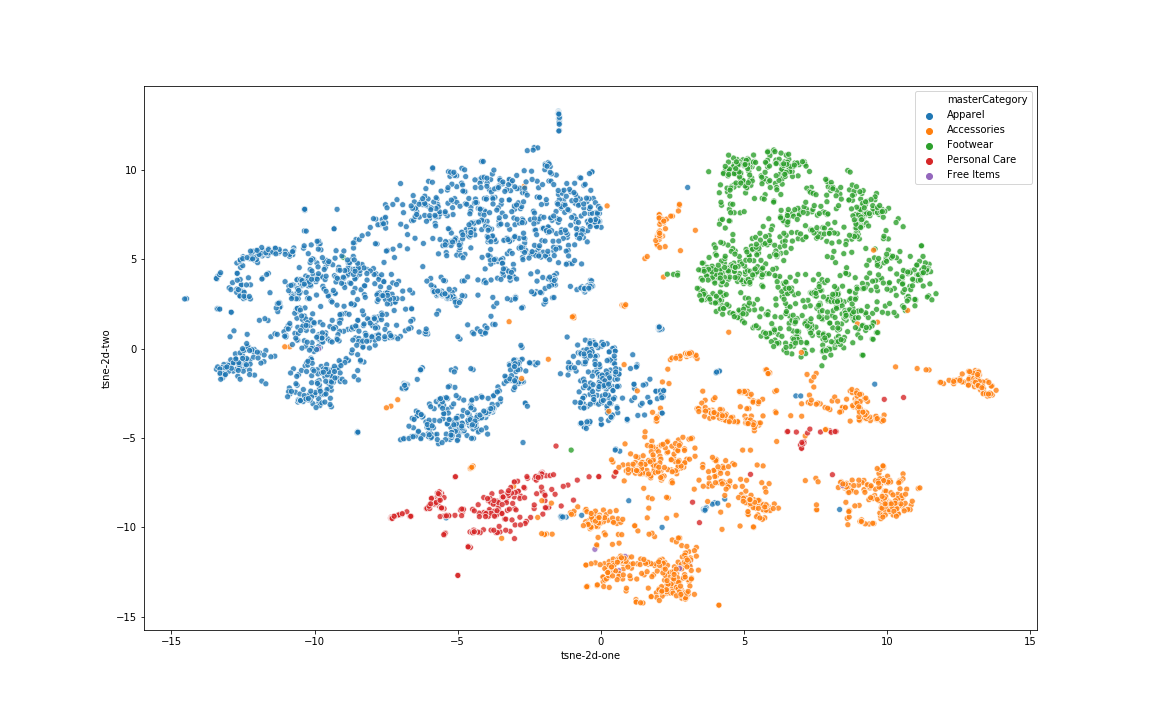 masterCategory
Apparel
Accessories
Footwear
Personal Care
Free Items
10
5
0
−5
−10
−15
tsne-2d-two
−15
−10
−5
0
5
10
15
tsne-2d-one